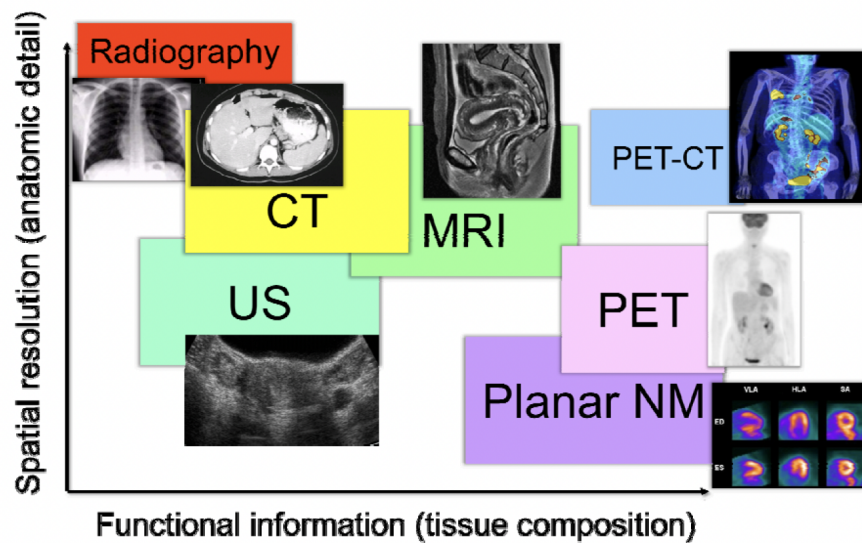 Spatial resolution (anatomic detail)
Radiography
CT
MRI
PET-CT
US
PET
Planar NM
VLA HLA SA
ED
ES
Functional information (tissue composition)